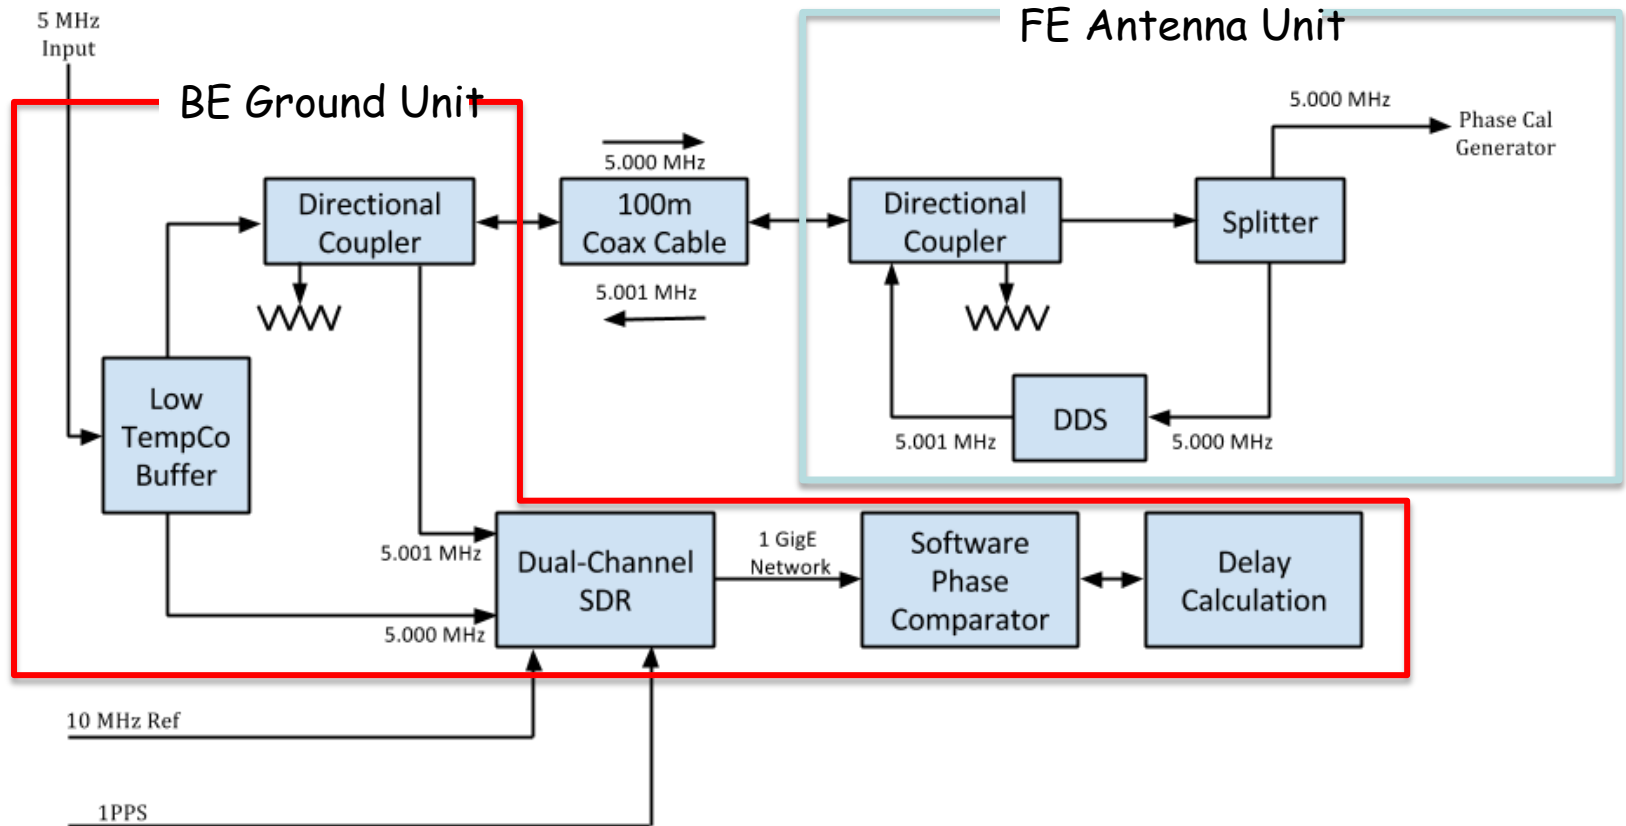 5 MHz
Input
FE Antenna Unit
BE Ground Unit
5.000 MHz
Phase Cal
Generator
5.000 MHz
Directional
Coupler
100m
Coax Cable
Directional
Coupler
Splitter
5.001 MHz
Low
TempCo
Buffer
DDS
5.001 MHz
5.000 MHz
5.001 MHz
Dual-Channel
SDR
1 GigE
Network
Software
Phase
Comparator
Delay
Calculation
5.000 MHz
10 MHz Ref
1PPS